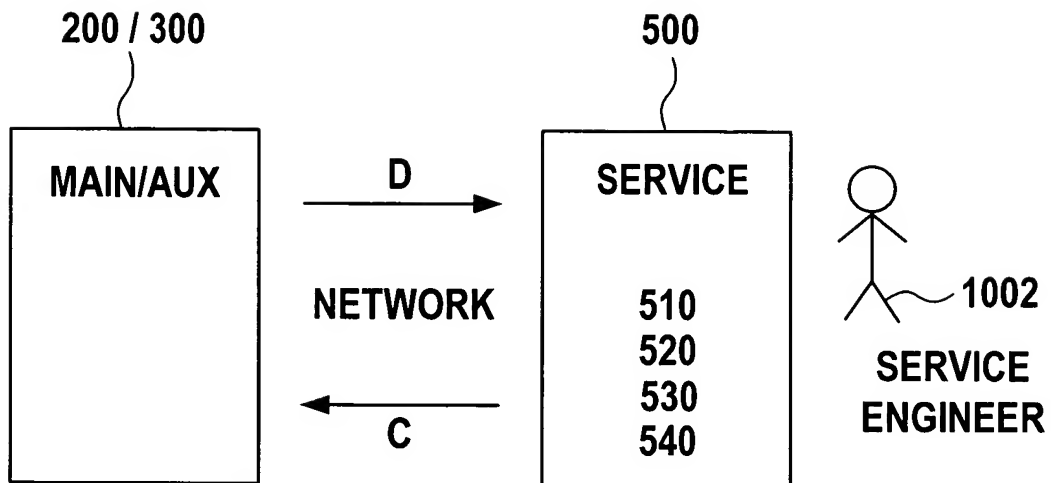 200 / 300
500
MAIN/AUX
D
SERVICE
NETWORK
510
520
530
540
1002
SERVICE
ENGINEER
C